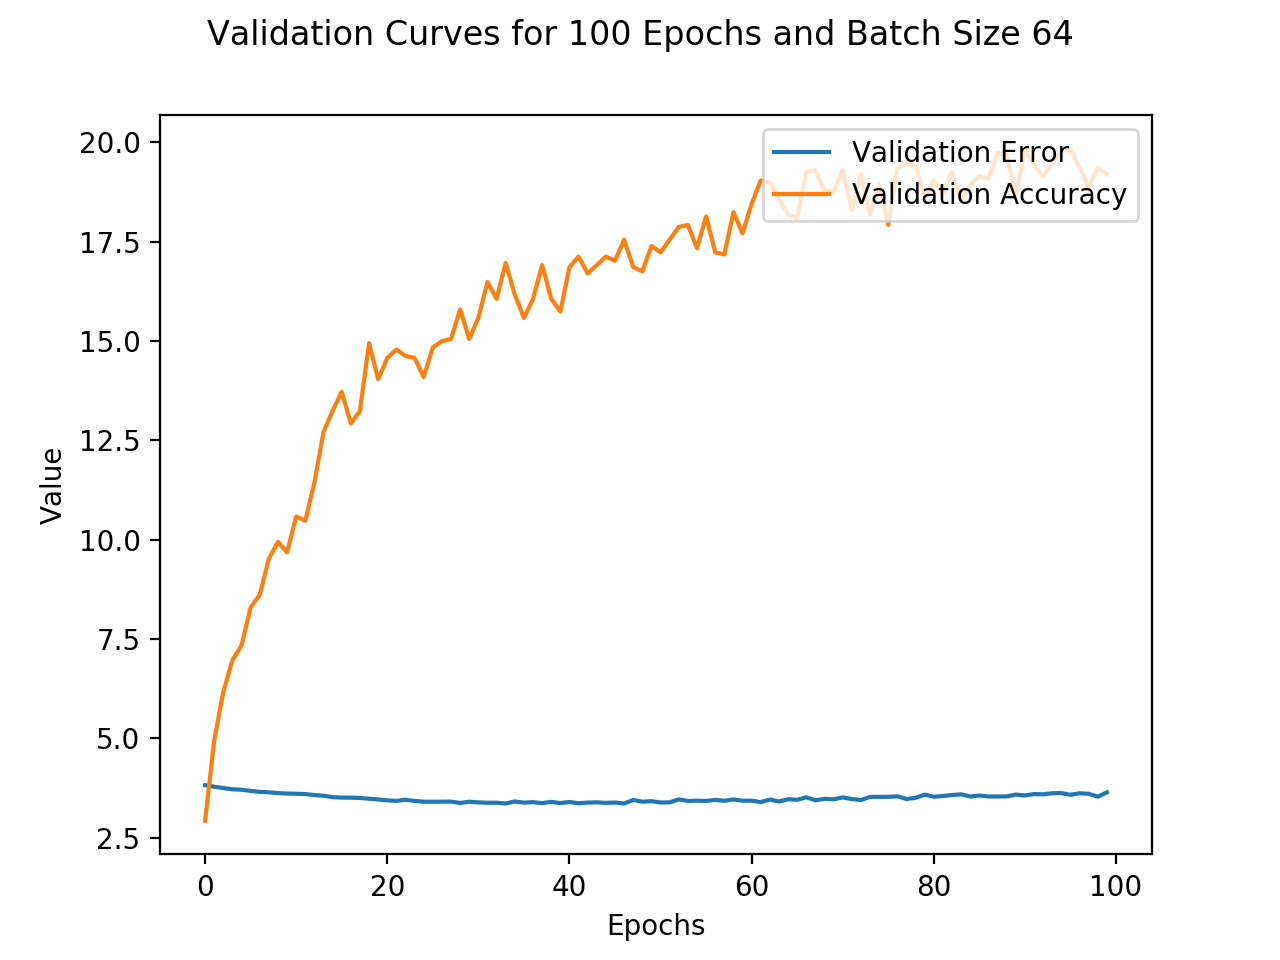 Validation Curves for 100 Epochs and Batch Size 64
20.0
17.5
15.0
12.5
10.0
7.5
5.0
2.5
Value
Validation Error
Validation Accuracy
0 20 40 60 80 100
Epochs